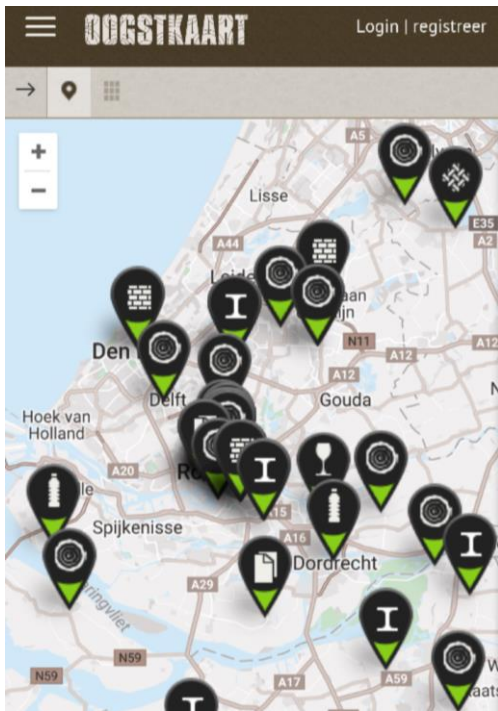 OOGSTKAART
Login | registreer
+
−
A5
Lisse
E35
A2
A44
N11
A12
A12
A12
Den
Delft
Gouda
Hoek van
Holland
A20
Spijkenisse
A15
A16
Dordrecht
A29
N59
N59
A17
A59